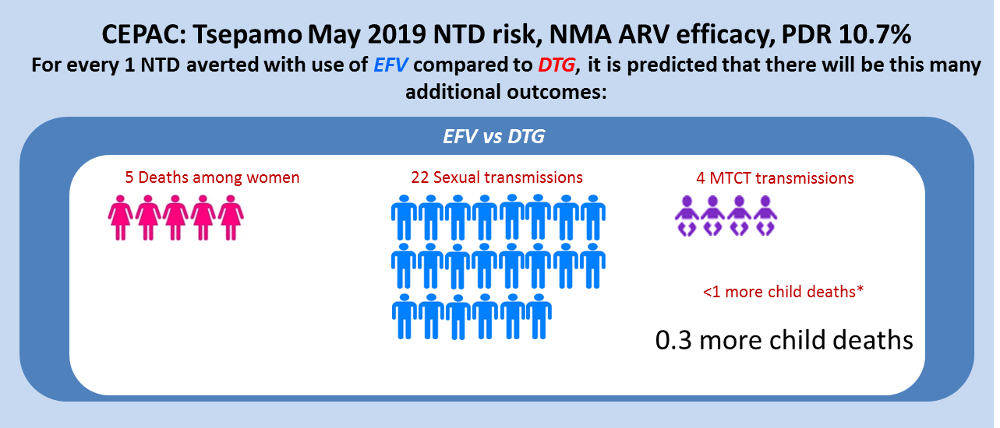 CEPAC: Tsepamo May 2019 NTD risk, NMA ARV efficacy, PDR 10.7%
For every 1 NTD averted with use of EFV compared to DTG, it is predicted that there will be this many
additional outcomes:
EFV vs DTG
5 Deaths among women
22 Sexual transmissions
4 MTCT transmissions
<1 more child deaths*
0.3 more child deaths